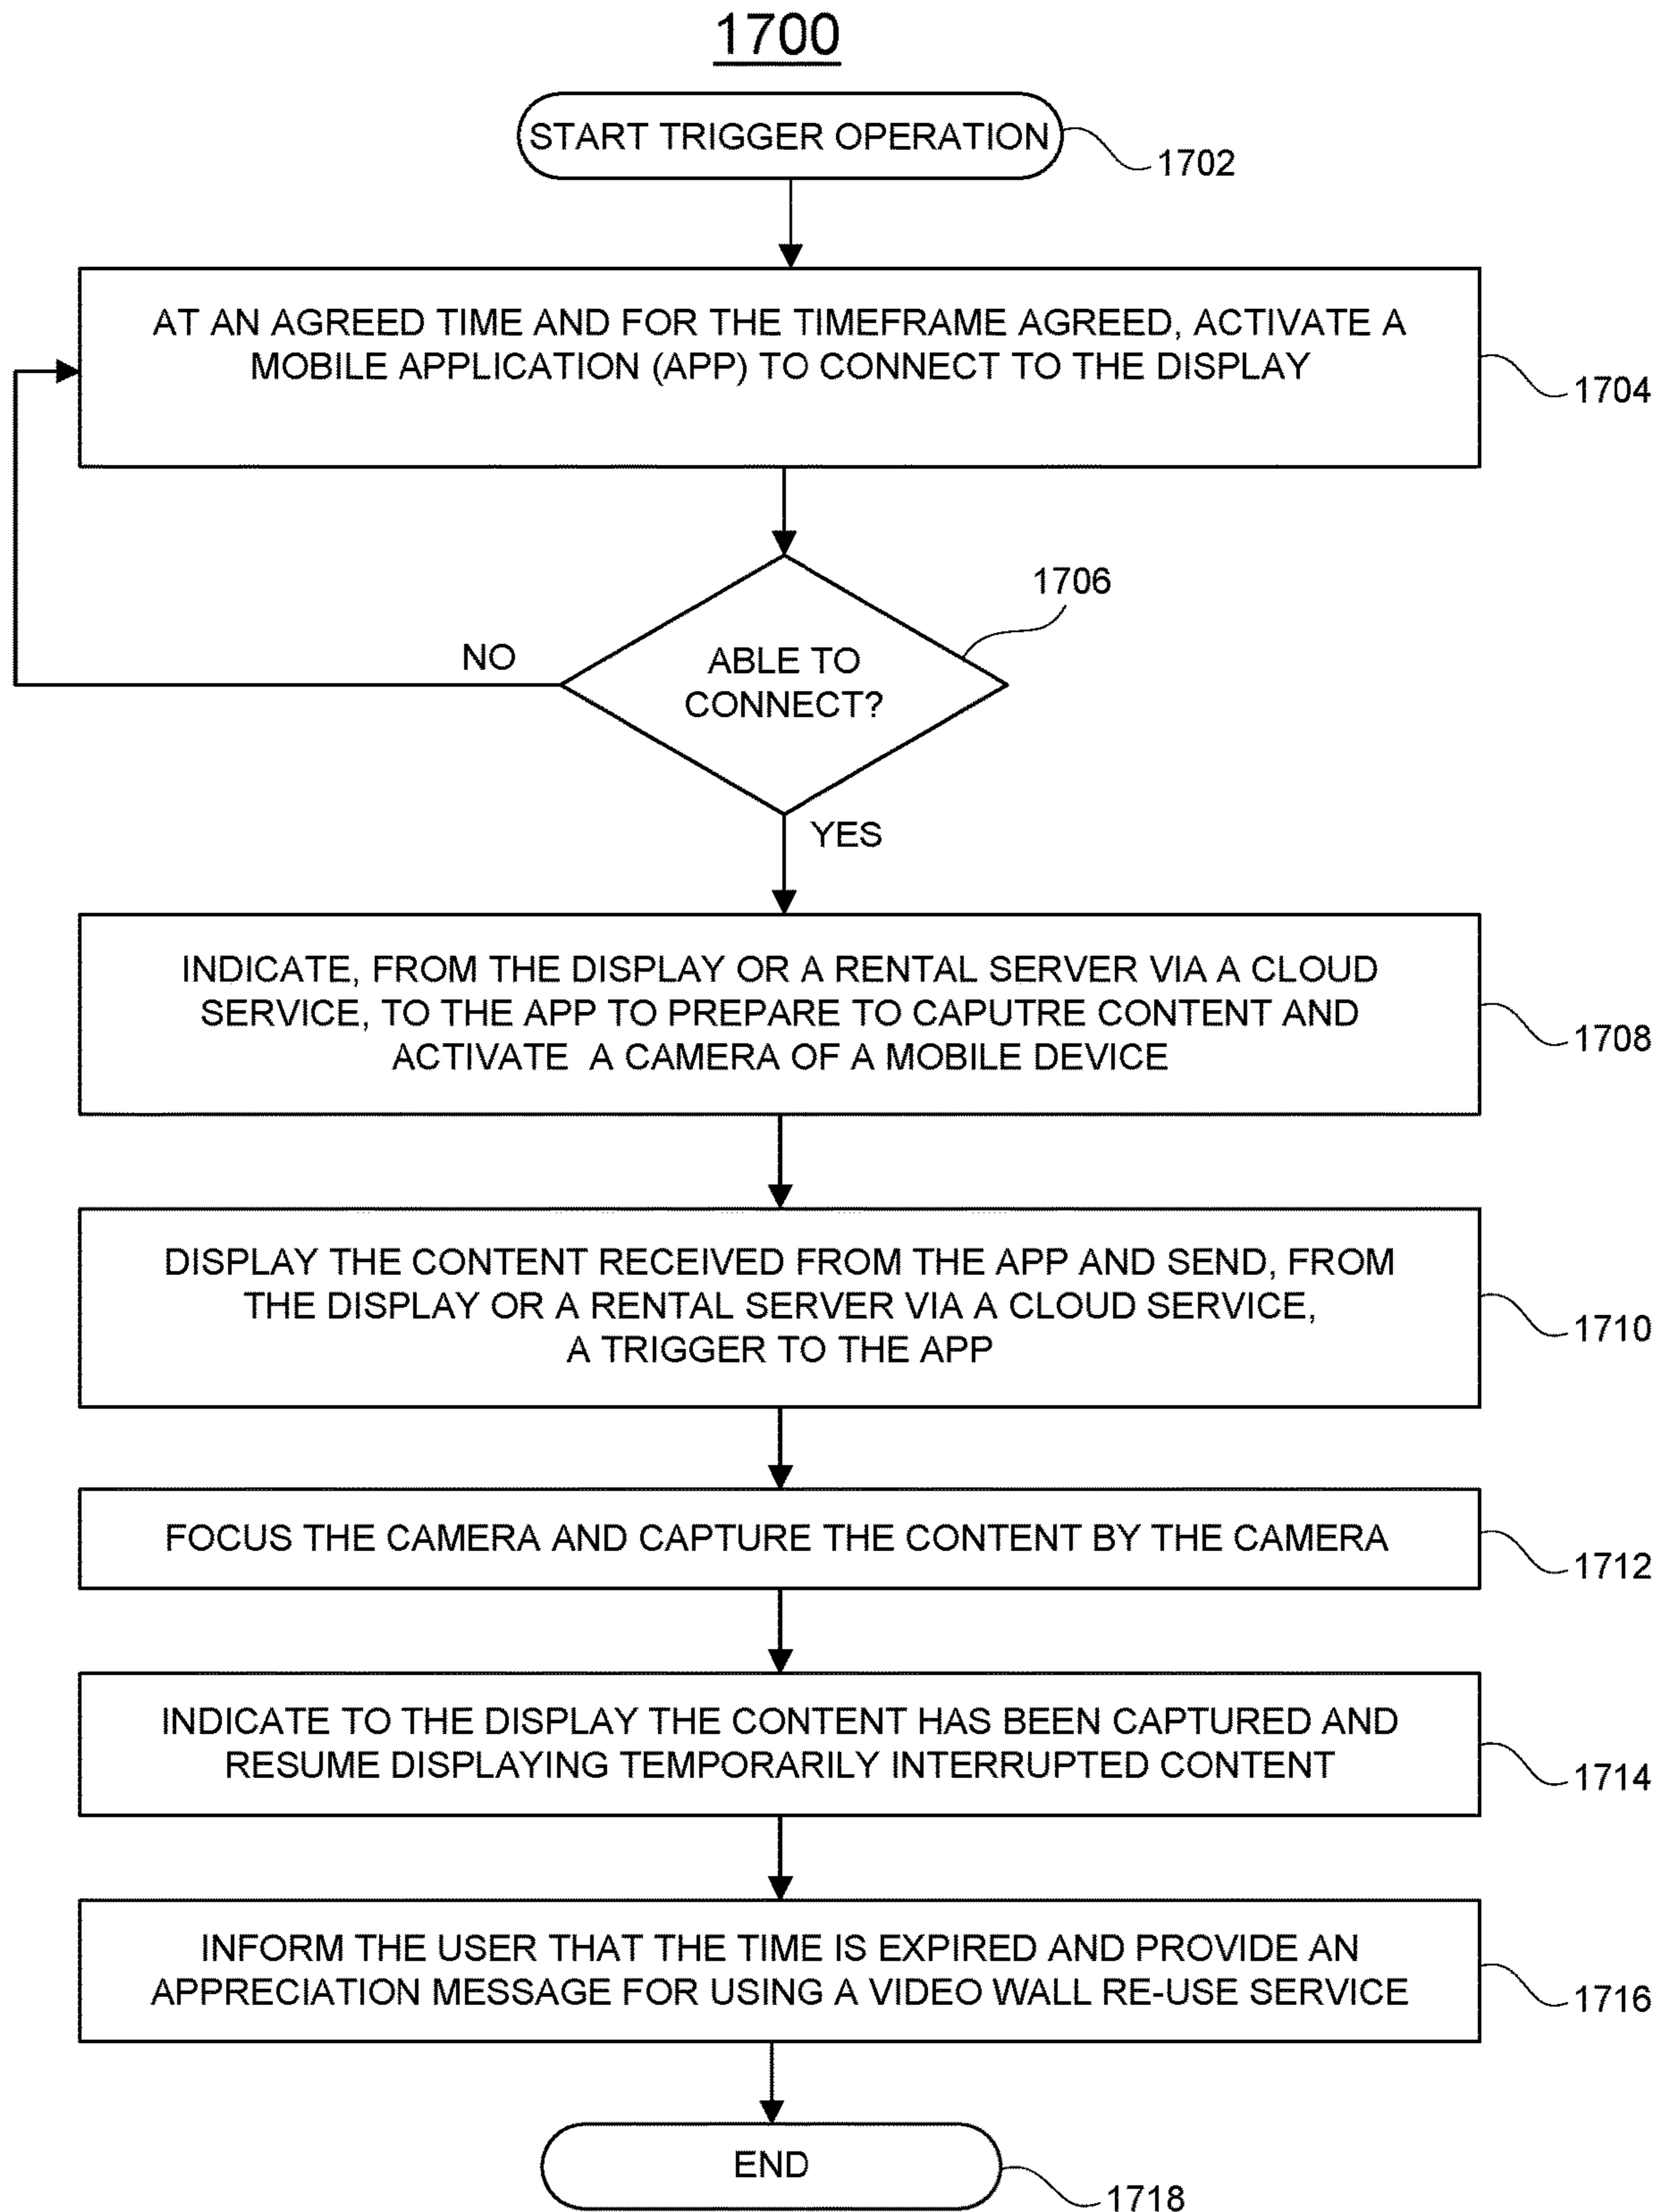 1700
START TRIGGER OPERATION
1702
AT AN AGREED TIME AND FOR THE TIMEFRAME AGREED, ACTIVATE A
MOBILE APPLICATION (APP) TO CONNECT TO THE DISPLAY
1704
1706
NO
ABLE TO
CONNECT?
YES
INDICATE, FROM THE DISPLAY OR A RENTAL SERVER VIA A CLOUD
SERVICE, TO THE APP TO PREPARE TO CAPUTRE CONTENT AND
ACTIVATE A CAMERA OF A MOBILE DEVICE
1708
DISPLAY THE CONTENT RECEIVED FROM THE APP AND SEND, FROM
THE DISPLAY OR A RENTAL SERVER VIA A CLOUD SERVICE,
A TRIGGER TO THE APP
1710
FOCUS THE CAMERA AND CAPTURE THE CONTENT BY THE CAMERA
1712
INDICATE TO THE DISPLAY THE CONTENT HAS BEEN CAPTURED AND
RESUME DISPLAYING TEMPORARILY INTERRUPTED CONTENT
1714
INFORM THE USER THAT THE TIME IS EXPIRED AND PROVIDE AN
APPRECIATION MESSAGE FOR USING A VIDEO WALL RE-USE SERVICE
1716
END
1718